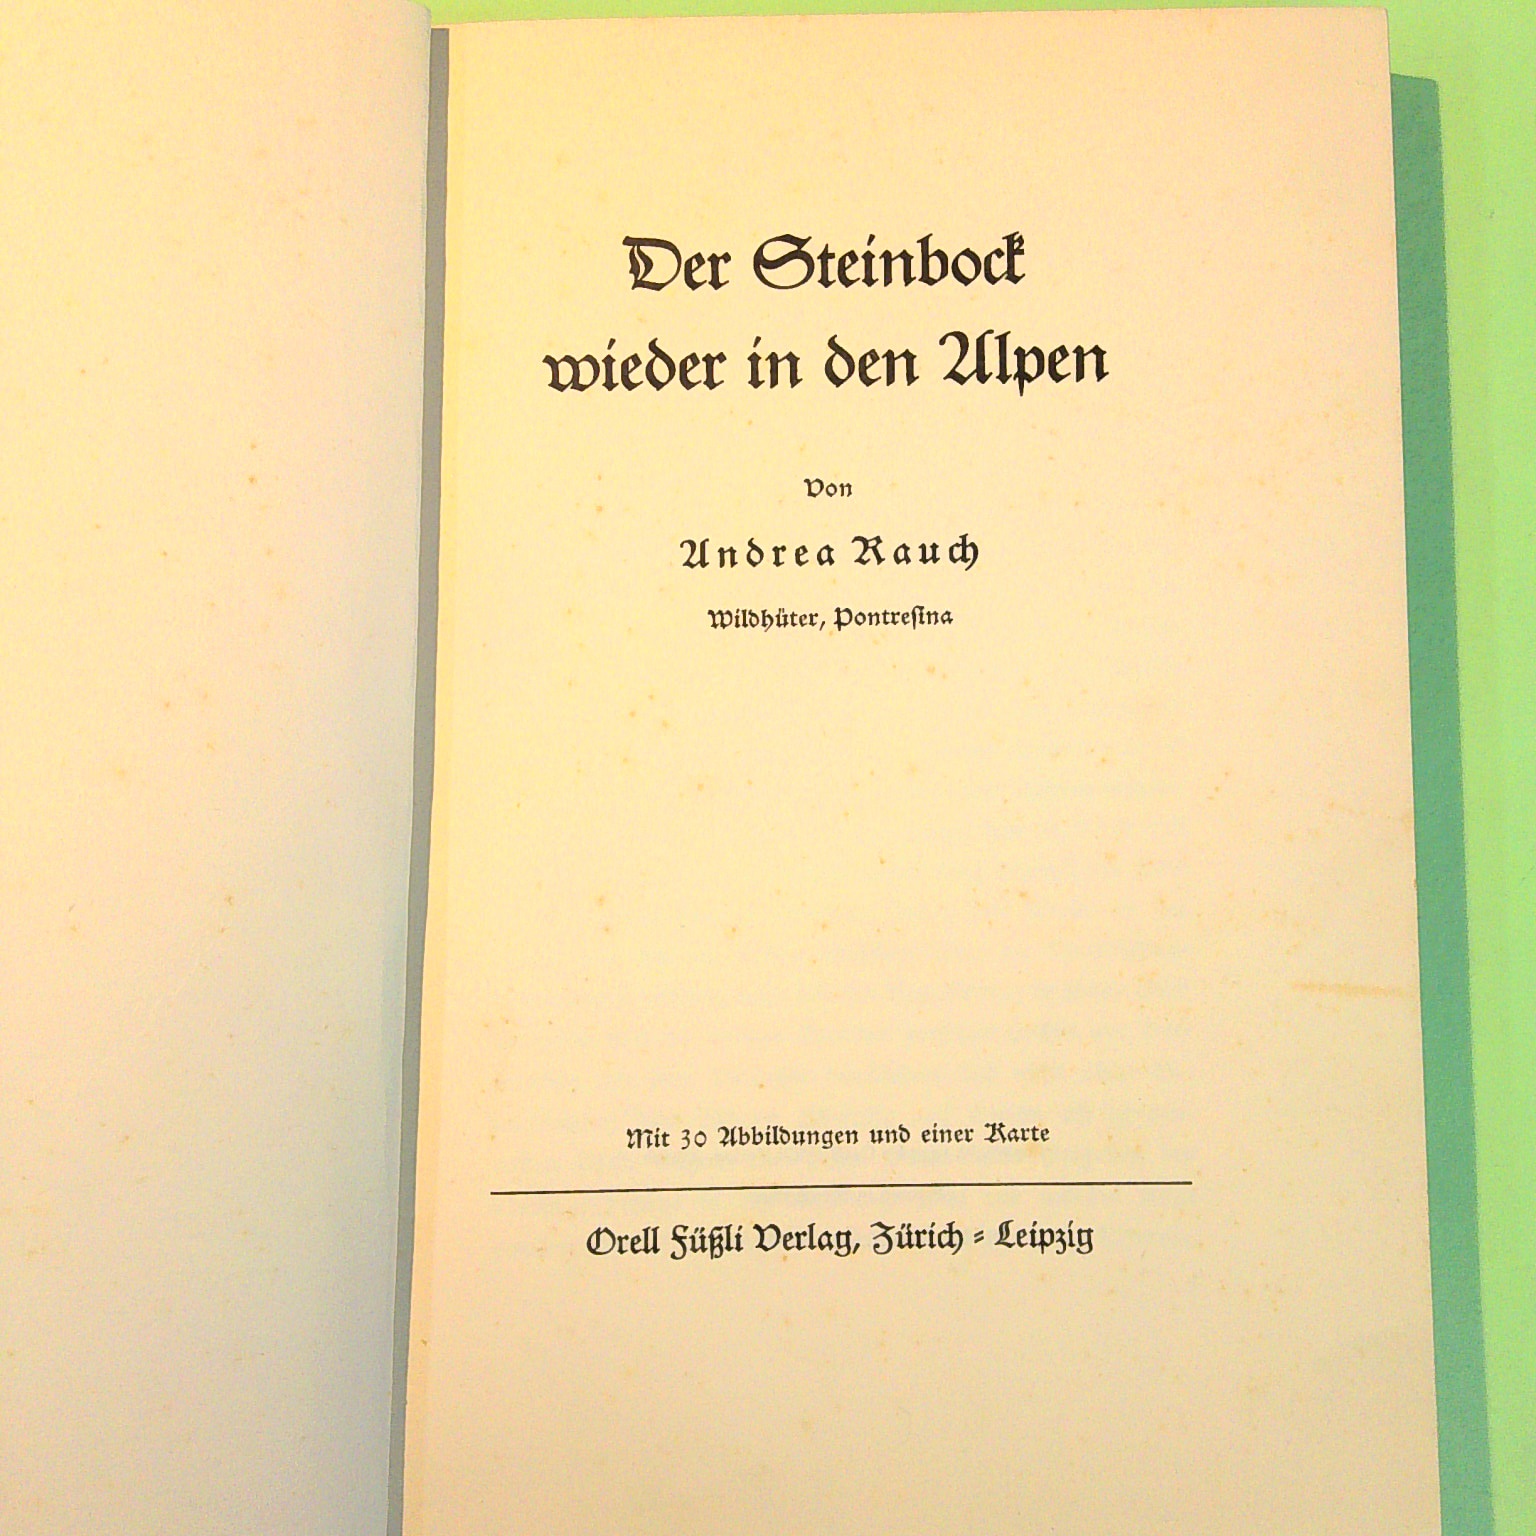 Der Steinbock
wieder in den Alpen
Von
Andrea Rauch
Wildhüter, Pontreſina
Mit 30 Abbildungen und einer Karte
Orell Füßli Verlag, Zürich ⸗ Leipzig